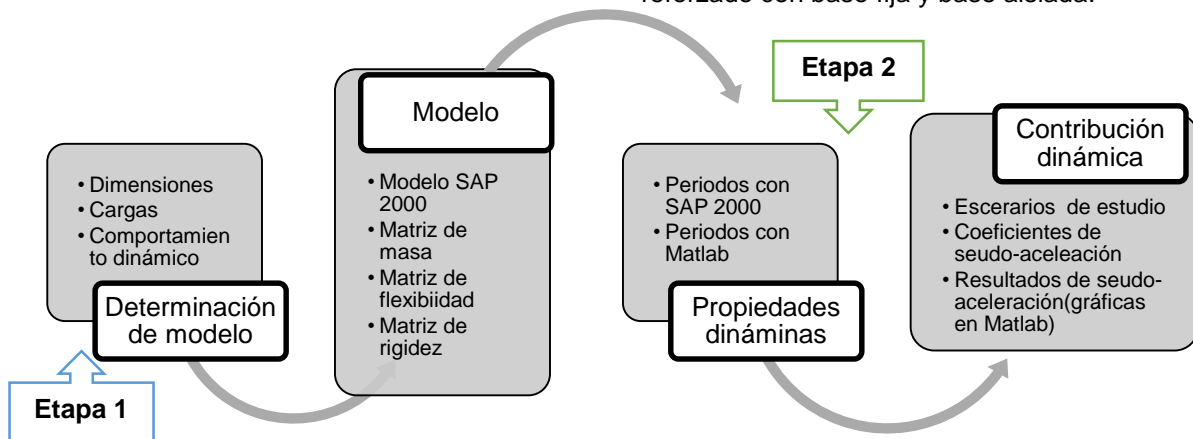 Etapa 2
Modelo
Contribución
dinámica
• Dimensiones
• Cargas
• Comportamien
to dinámico
Determinación
de modelo
• Modelo SAP
2000
• Matriz de
masa
• Matriz de
flexibiidad
• Matriz de
rigidez
• Periodos con
SAP 2000
• Periodos con
Matlab
Propiedades
dináminas
• Escerarios de estudio
• Coeficientes de
seudo-aceleación
• Resultados de seudo-
aceleración(gráficas
en Matlab)
Etapa 1